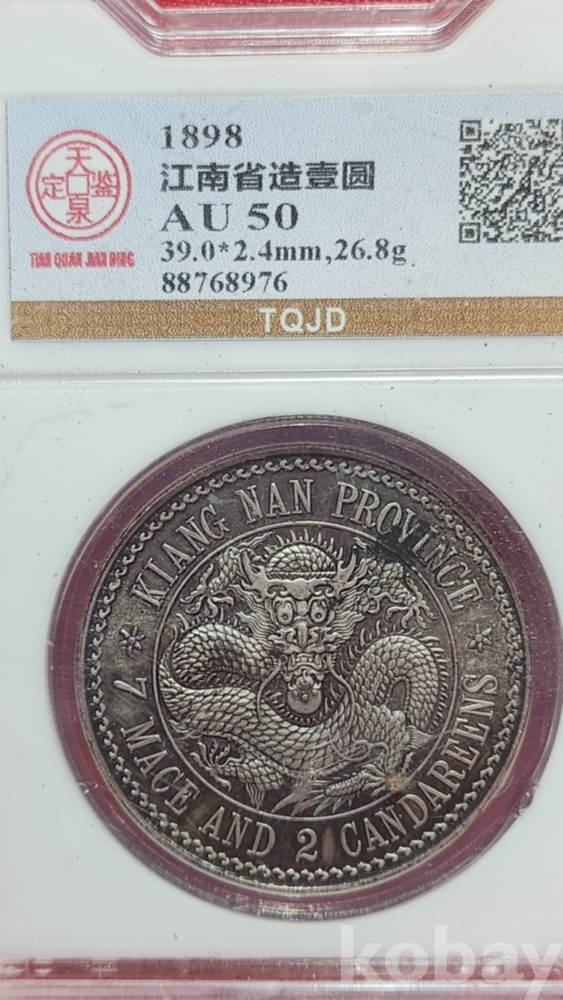 1898
江南省造壹圆
AU 50
39.0*2.4mm,26.8g
88768976
天泉鉴定
TIAN QUAN JIAN DING
TQJD
KIANG NAN PROVINCE
7 MACE AND 2 CANDAREENS
kobay